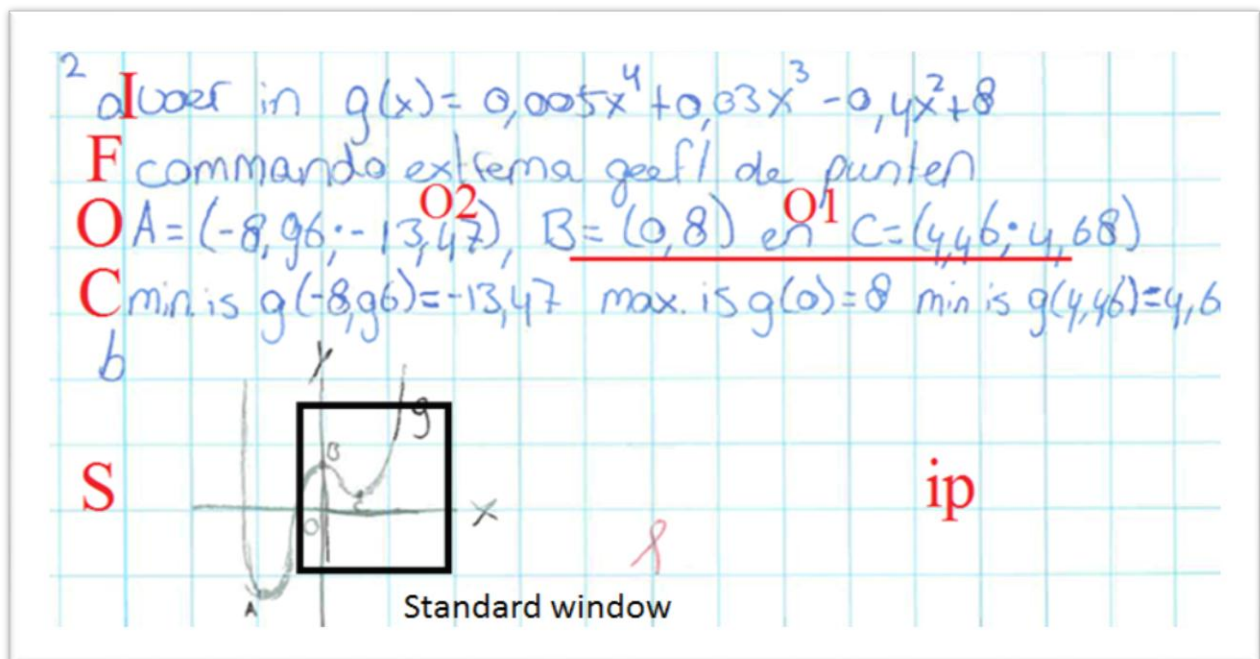 2
a I voer in g(x) = 0,005x⁴ + 0,03x³ - 0,4x² + 8
F commando extrema geeft de punten
O2 O1
O A = (-8,96; -13,47), B = (0,8) en C = (4,46; 4,68)
C min. is g(-8,96) = -13,47 max. is g(0) = 8 min is g(4,46) = 4,6
b
y
g
B
S C ip
O x
A
Standard window